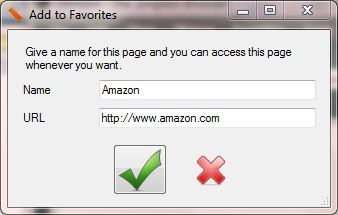 Add to Favorites
Give a name for this page and you can access this page
whenever you want.
Name Amazon
URL http://www.amazon.com